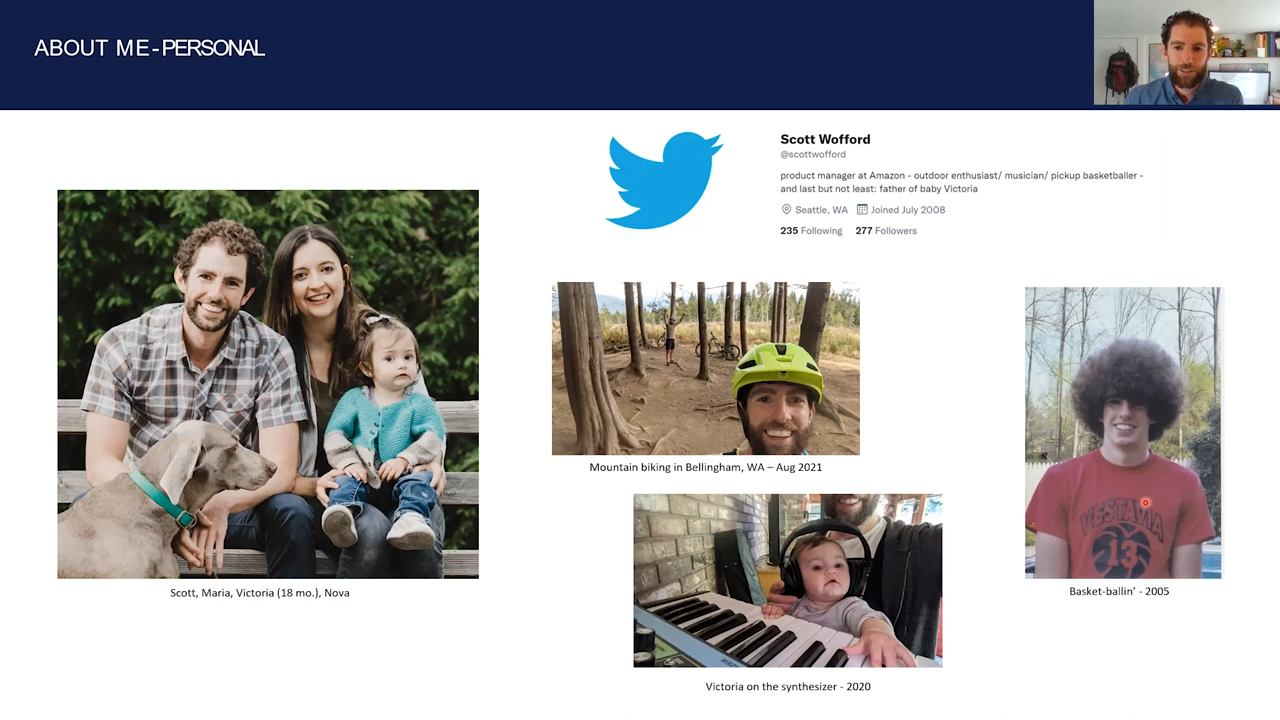 ABOUT ME - PERSONAL
Scott Wofford
@scottwofford
product manager at Amazon - outdoor enthusiast/ musician/ pickup basketballer -
and last but not least: father of baby Victoria
Seattle, WA Joined July 2008
235 Following 277 Followers
Mountain biking in Bellingham, WA – Aug 2021
VESTAVIA
13
Scott, Maria, Victoria (18 mo.), Nova
Basket-ballin' - 2005
Victoria on the synthesizer - 2020